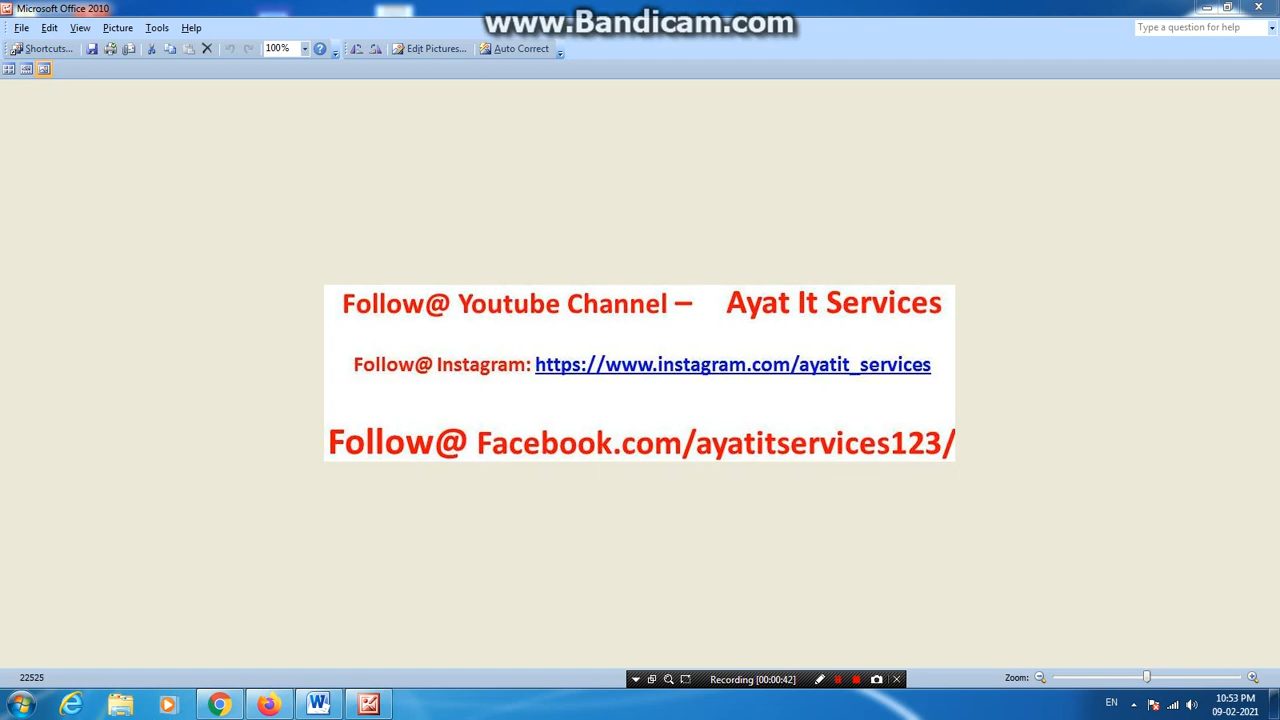 Microsoft Office 2010
www.Bandicam.com
File Edit View Picture Tools Help
Type a question for help
Shortcuts... 100% Edit Pictures... Auto Correct
Follow@ Youtube Channel – Ayat It Services
Follow@ Instagram: https://www.instagram.com/ayatit_services
Follow@ Facebook.com/ayatitservices123/
22525
Recording [00:00:42]
Zoom:
EN
10:53 PM
09-02-2021